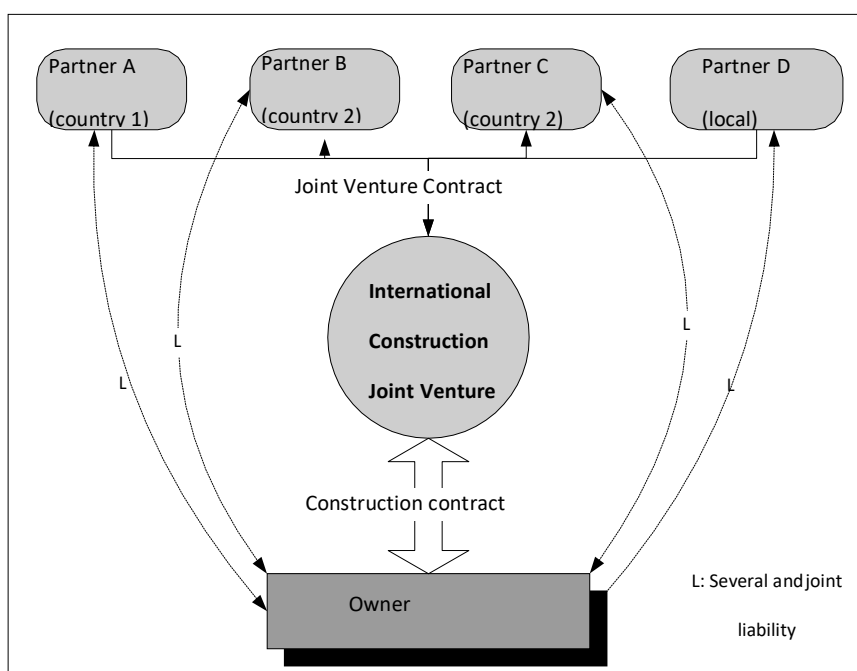 Partner A
(country 1)
Partner B
(country 2)
Partner C
(country 2)
Partner D
(local)
Joint Venture Contract
International
Construction
Joint Venture
L
L
L
L
Construction contract
Owner
L: Several and joint
liability